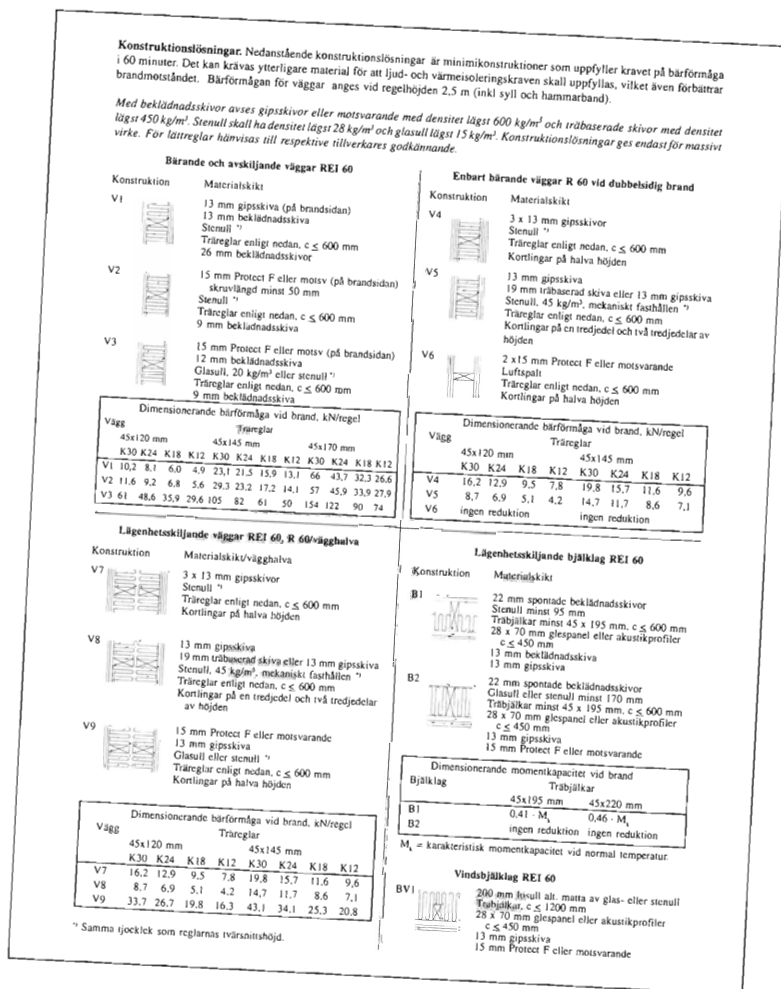 Konstruktionslösningar. Nedanstående konstruktionslösningar är minimikonstruktioner som uppfyller kravet på bärförmåga
i 60 minuter. Det kan krävas ytterligare material för att ljud- och värmeisoleringskraven skall uppfyllas, vilket även förbättrar
brandmotståndet. Bärförmågan för väggar anges vid regelhöjden 2,5 m (inkl syll och hammarband).
Med beklädnadsskivor avses gipsskivor eller motsvarande med densitet lägst 600 kg/m³ och träbaserade skivor med densitet
lägst 450 kg/m³. Stenull skall ha densitet lägst 28 kg/m³ och glasull lägst 15 kg/m³. Konstruktionslösningar ges endast för massivt
virke. För lättreglar hänvisas till respektive tillverkares godkännande.
Bärande och avskiljande väggar REI 60
Konstruktion Materialskikt
V1 13 mm gipsskiva (på brandsidan)
13 mm beklädnadsskiva
Stenull *)
Träreglar enligt nedan, c ≤ 600 mm
26 mm beklädnadsskivor
V2 15 mm Protect F eller motsv (på brandsidan)
skruvlängd minst 50 mm
Stenull *)
Träreglar enligt nedan, c ≤ 600 mm
9 mm beklädnadsskiva
V3 15 mm Protect F eller motsv (på brandsidan)
12 mm beklädnadsskiva
Glasull, 20 kg/m³ eller stenull *)
Träreglar enligt nedan, c ≤ 600 mm
9 mm beklädnadsskiva
Dimensionerande bärförmåga vid brand, kN/regel
Vägg Träreglar
45x120 mm 45x145 mm 45x170 mm
K30 K24 K18 K12 K30 K24 K18 K12 K30 K24 K18 K12
V1 10,2 8,1 6,0 4,9 23,1 21,5 15,9 13,1 66 43,7 32,3 26,6
V2 11,6 9,2 6,8 5,6 29,3 23,2 17,2 14,1 57 45,9 33,9 27,9
V3 61 48,6 35,9 29,6 105 82 61 50 154 122 90 74
Lägenhetsskiljande väggar REI 60, R 60/vägghalva
Konstruktion Materialskikt/vägghalva
V7 3 x 13 mm gipsskivor
Stenull *)
Träreglar enligt nedan, c ≤ 600 mm
Kortlingar på halva höjden
V8 13 mm gipsskiva
19 mm träbaserad skiva eller 13 mm gipsskiva
Stenull, 45 kg/m³, mekaniskt fasthållen *)
Träreglar enligt nedan, c ≤ 600 mm
Kortlingar på en tredjedel och två tredjedelar
av höjden
V9 15 mm Protect F eller motsvarande
13 mm gipsskiva
Glasull eller stenull *)
Träreglar enligt nedan, c ≤ 600 mm
Kortlingar på halva höjden
Dimensionerande bärförmåga vid brand, kN/regel
Vägg Träreglar
45x120 mm 45x145 mm
K30 K24 K18 K12 K30 K24 K18 K12
V7 16,2 12,9 9,5 7,8 19,8 15,7 11,6 9,6
V8 8,7 6,9 5,1 4,2 14,7 11,7 8,6 7,1
V9 33,7 26,7 19,8 16,3 43,1 34,1 25,3 20,8
*) Samma tjocklek som reglarnas tvärsnittshöjd.
Enbart bärande väggar R 60 vid dubbelsidig brand
Konstruktion Materialskikt
V4 3 x 13 mm gipsskivor
Stenull *)
Träreglar enligt nedan, c ≤ 600 mm
Kortlingar på halva höjden
V5 13 mm gipsskiva
19 mm träbaserad skiva eller 13 mm gipsskiva
Stenull, 45 kg/m³, mekaniskt fasthållen *)
Träreglar enligt nedan, c ≤ 600 mm
Kortlingar på en tredjedel och två tredjedelar av
höjden
V6 2 x15 mm Protect F eller motsvarande
Luftspalt
Träreglar enligt nedan, c ≤ 600 mm
Kortlingar på halva höjden
Dimensionerande bärförmåga vid brand, kN/regel
Vägg Träreglar
45x120 mm 45x145 mm
K30 K24 K18 K12 K30 K24 K18 K12
V4 16,2 12,9 9,5 7,8 19,8 15,7 11,6 9,6
V5 8,7 6,9 5,1 4,2 14,7 11,7 8,6 7,1
V6 ingen reduktion ingen reduktion
Lägenhetsskiljande bjälklag REI 60
Konstruktion Materialskikt
B1 22 mm spontade beklädnadsskivor
Stenull minst 95 mm
Träbjälkar minst 45 x 195 mm, c ≤ 600 mm
28 x 70 mm glespanel eller akustikprofiler
c ≤ 450 mm
13 mm beklädnadsskiva
13 mm gipsskiva
B2 22 mm spontade beklädnadsskivor
Glasull eller stenull minst 170 mm
Träbjälkar minst 45 x 195 mm, c ≤ 600 mm
28 x 70 mm glespanel eller akustikprofiler
c ≤ 450 mm
13 mm gipsskiva
15 mm Protect F eller motsvarande
Dimensionerande momentkapacitet vid brand
Bjälklag Träbjälkar
45x195 mm 45x220 mm
B1 0,41 · Mk 0,46 · Mk
B2 ingen reduktion ingen reduktion
Mk = karakteristisk momentkapacitet vid normal temperatur.
Vindsbjälklag REI 60
BV1 200 mm lösull alt. matta av glas- eller stenull
Träbjälkar, c ≤ 1200 mm
28 x 70 mm glespanel eller akustikprofiler
c ≤ 450 mm
13 mm gipsskiva
15 mm Protect F eller motsvarande